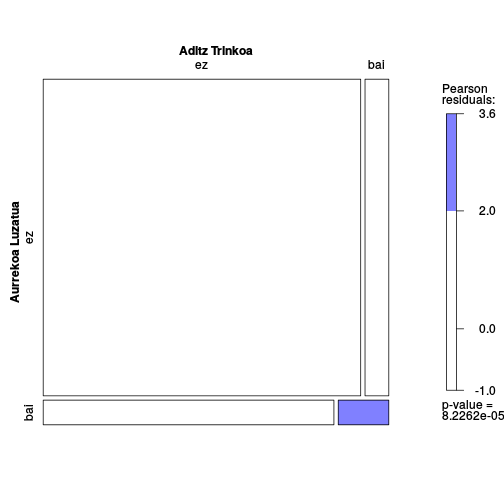 Aditz Trinkoa
ez bai
Pearson
residuals:
3.6
2.0
0.0
-1.0
p-value =
8.2262e-05
Aurrekoa Luzatua
ez
bai